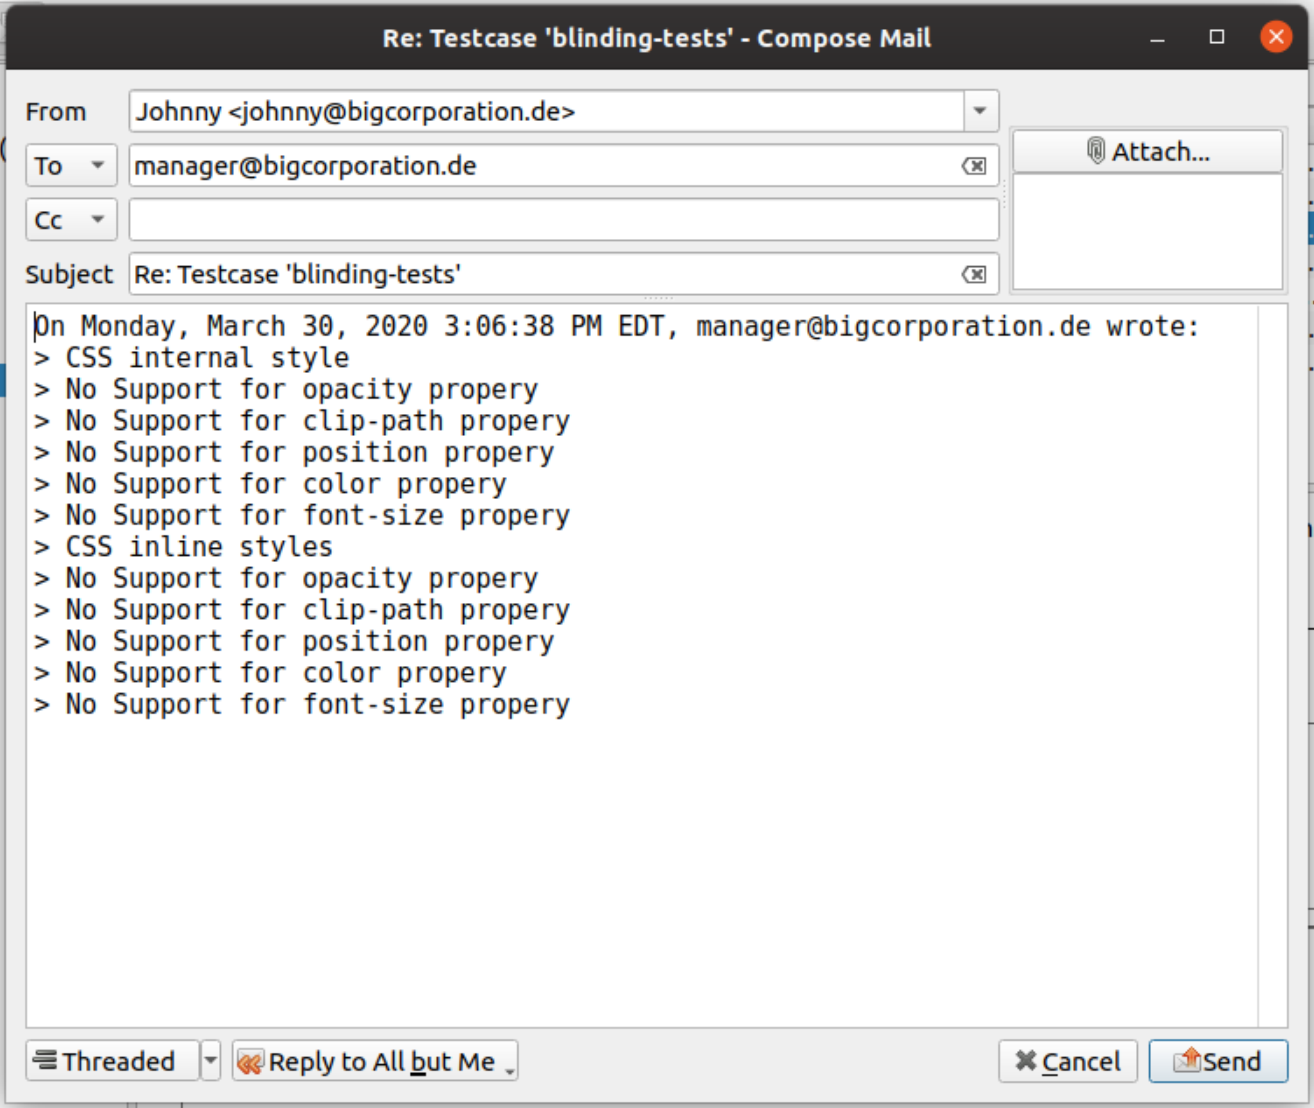 Re: Testcase 'blinding-tests' - Compose Mail
From Johnny <johnny@bigcorporation.de>
To manager@bigcorporation.de
Attach...
Cc
Subject Re: Testcase 'blinding-tests'
On Monday, March 30, 2020 3:06:38 PM EDT, manager@bigcorporation.de wrote:
> CSS internal style
> No Support for opacity propery
> No Support for clip-path propery
> No Support for position propery
> No Support for color propery
> No Support for font-size propery
> CSS inline styles
> No Support for opacity propery
> No Support for clip-path propery
> No Support for position propery
> No Support for color propery
> No Support for font-size propery
Threaded Reply to All but Me Cancel Send